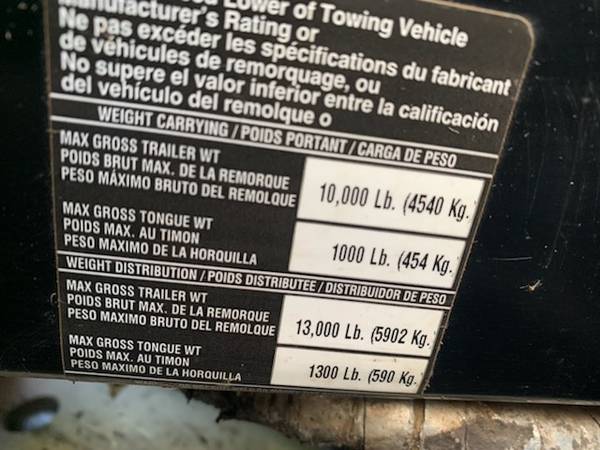 Lower of Towing Vehicle
Manufacturer's Rating or
Ne pas excéder les spécifications du fabricant
de véhicules de remorquage, ou
No supere el valor inferior entre la calificación
del vehículo del remolque o
WEIGHT CARRYING / POIDS PORTANT / CARGA DE PESO
MAX GROSS TRAILER WT
POIDS BRUT MAX. DE LA REMORQUE
PESO MÁXIMO BRUTO DEL REMOLQUE
10,000 Lb. (4540 Kg.
MAX GROSS TONGUE WT
POIDS MAX. AU TIMON
PESO MAXIMO DE LA HORQUILLA
1000 Lb. (454 Kg.
WEIGHT DISTRIBUTION / POIDS DISTRIBUTEE / DISTRIBUIDOR DE PESO
MAX GROSS TRAILER WT
POIDS BRUT MAX. DE LA REMORQUE
PESO MAXIMO BRUTO DEL REMOLQUE
13,000 Lb. (5902 Kg.
MAX GROSS TONGUE WT
POIDS MAX. AU TIMON
PESO MAXIMO DE LA HORQUILLA
1300 Lb. (590 Kg.